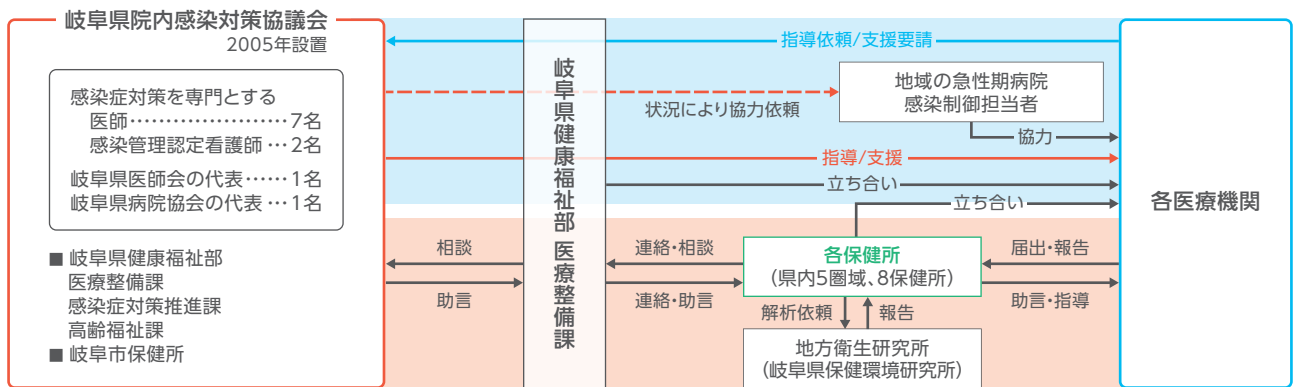 岐阜県院内感染対策協議会
2005年設置
感染症対策を専門とする
医師……………………7名
感染管理認定看護師…2名
岐阜県医師会の代表……1名
岐阜県病院協会の代表…1名
■ 岐阜県健康福祉部
医療整備課
感染症対策推進課
高齢福祉課
■ 岐阜市保健所
岐阜県健康福祉部 医療整備課
指導依頼/支援要請
地域の急性期病院
感染制御担当者
状況により協力依頼
協力
指導/支援
立ち合い
立ち合い
各医療機関
相談
助言
連絡・相談
連絡・助言
各保健所
（県内5圏域、8保健所）
届出・報告
助言・指導
解析依頼
報告
地方衛生研究所
（岐阜県保健環境研究所）